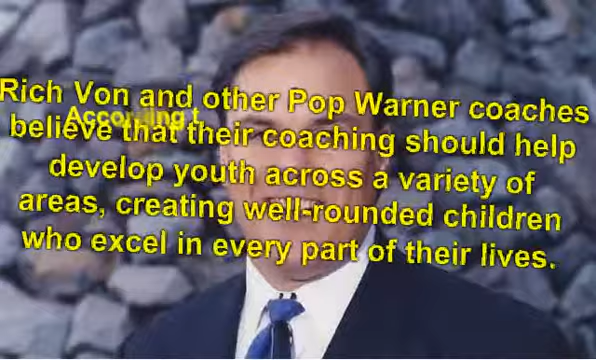 Rich Von and other Pop Warner coaches
believe that their coaching should help
develop youth across a variety of
areas, creating well-rounded children
who excel in every part of their lives.